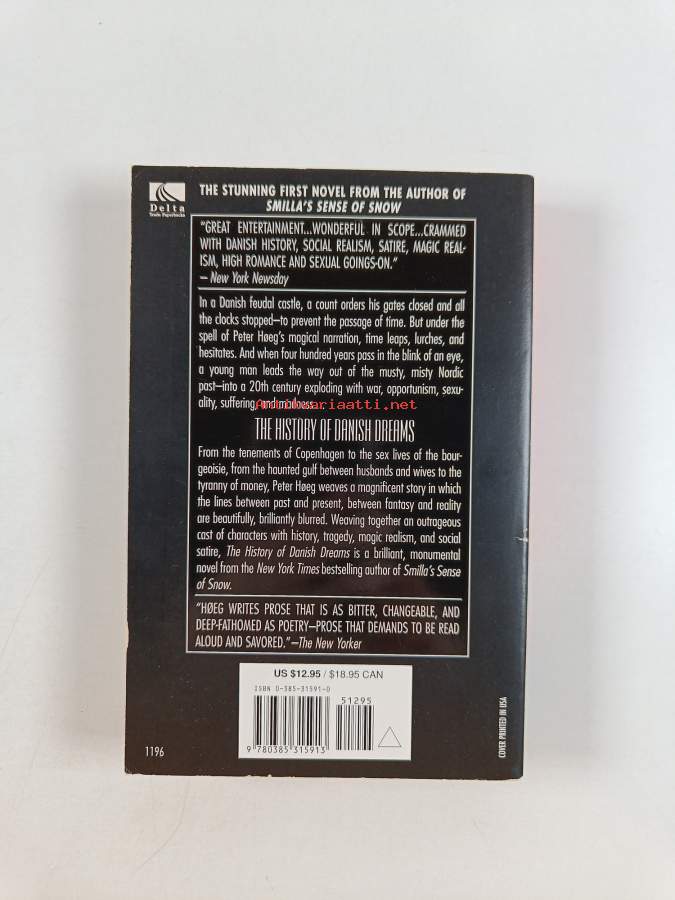 Delta
Trade Paperbacks
THE STUNNING FIRST NOVEL FROM THE AUTHOR OF
SMILLA'S SENSE OF SNOW
"GREAT ENTERTAINMENT...WONDERFUL IN SCOPE...CRAMMED
WITH DANISH HISTORY, SOCIAL REALISM, SATIRE, MAGIC REAL-
ISM, HIGH ROMANCE AND SEXUAL GOINGS-ON."
— New York Newsday
In a Danish feudal castle, a count orders his gates closed and all
the clocks stopped—to prevent the passage of time. But under the
spell of Peter Høeg's magical narration, time leaps, lurches, and
hesitates. And when four hundred years pass in the blink of an eye,
a young man leads the way out of the musty, misty Nordic
past—into a 20th century exploding with war, opportunism, sexu-
ality, suffering, and madness...
Antikvariaatti.net
THE HISTORY OF DANISH DREAMS
From the tenements of Copenhagen to the sex lives of the bour-
geoisie, from the haunted gulf between husbands and wives to the
tyranny of money, Peter Høeg weaves a magnificent story in which
the lines between past and present, between fantasy and reality
are beautifully, brilliantly blurred. Weaving together an outrageous
cast of characters with history, tragedy, magic realism, and social
satire, The History of Danish Dreams is a brilliant, monumental
novel from the New York Times bestselling author of Smilla's Sense
of Snow.
"HØEG WRITES PROSE THAT IS AS BITTER, CHANGEABLE, AND
DEEP-FATHOMED AS POETRY—PROSE THAT DEMANDS TO BE READ
ALOUD AND SAVORED."—The New Yorker
US $12.95 / $18.95 CAN
ISBN 0-385-31591-0
51295
9 780385 315913
1196
COVER PRINTED IN USA